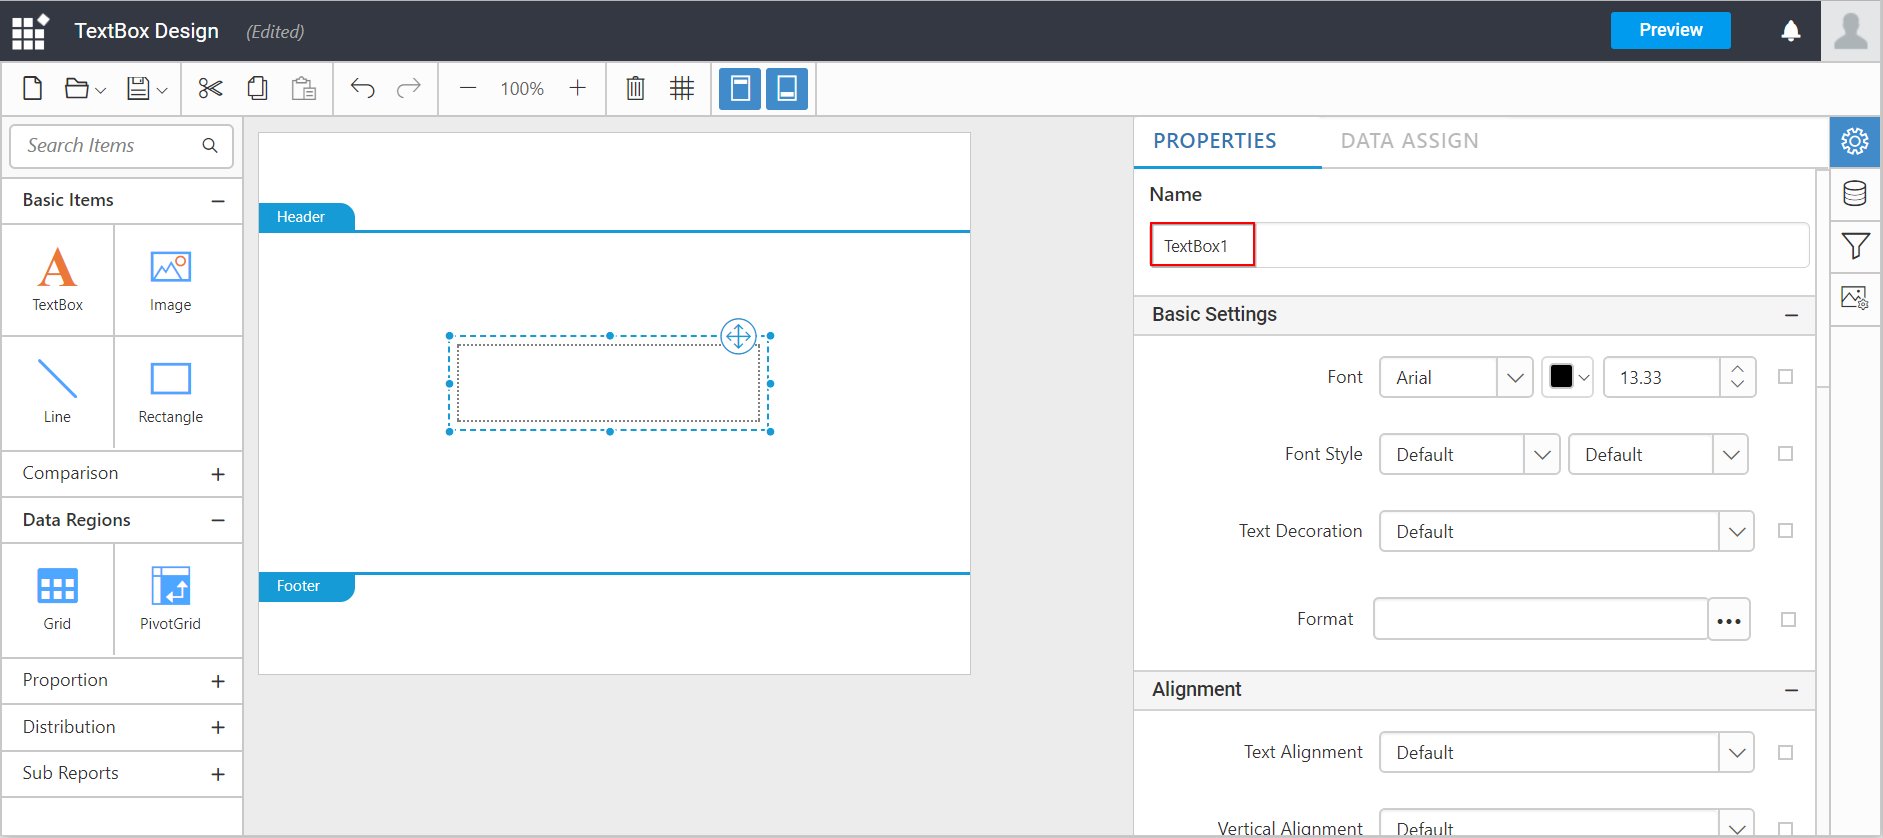 TextBox Design (Edited)
Preview
100%
Search Items
Basic Items
TextBox
Image
Line
Rectangle
Comparison
Data Regions
Grid
PivotGrid
Proportion
Distribution
Sub Reports
Header
Footer
PROPERTIES
DATA ASSIGN
Name
TextBox1
Basic Settings
Font Arial 13.33
Font Style Default Default
Text Decoration Default
Format
Alignment
Text Alignment Default
Vertical Alignment Default